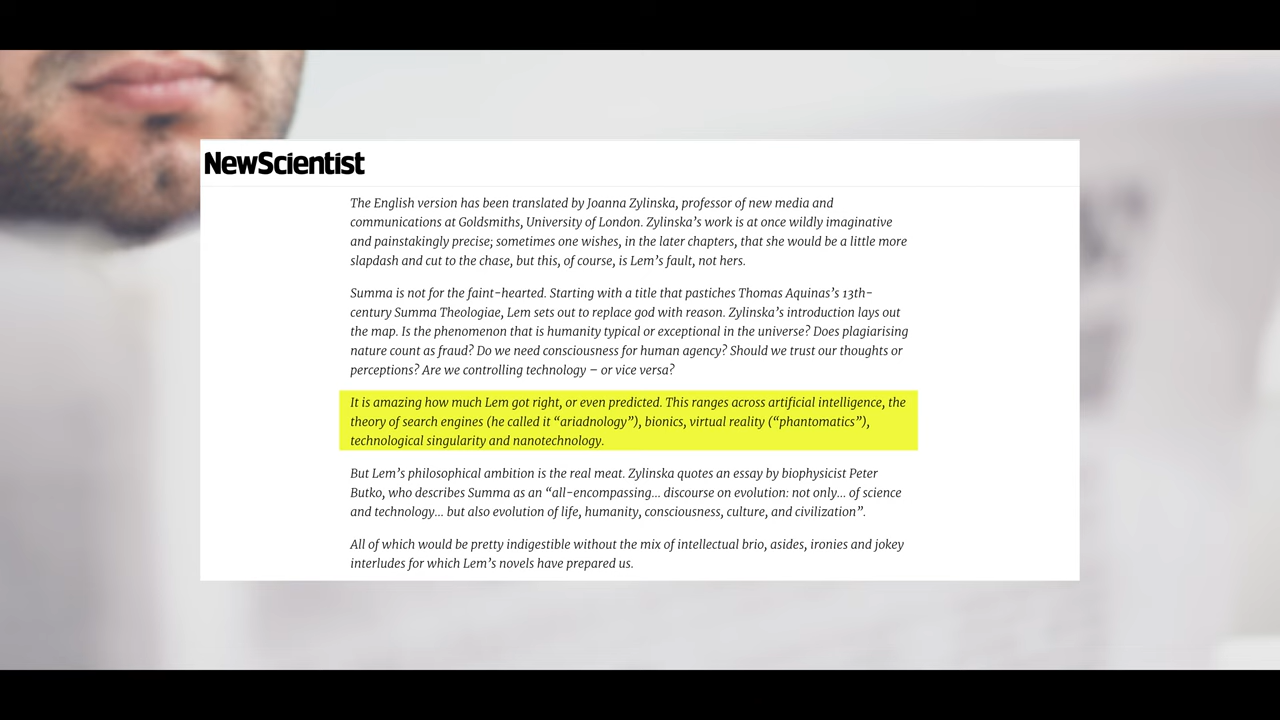 NewScientist
The English version has been translated by Joanna Zylinska, professor of new media and
communications at Goldsmiths, University of London. Zylinska’s work is at once wildly imaginative
and painstakingly precise; sometimes one wishes, in the later chapters, that she would be a little more
slapdash and cut to the chase, but this, of course, is Lem’s fault, not hers.
Summa is not for the faint-hearted. Starting with a title that pastiches Thomas Aquinas’s 13th-
century Summa Theologiae, Lem sets out to replace god with reason. Zylinska’s introduction lays out
the map. Is the phenomenon that is humanity typical or exceptional in the universe? Does plagiarising
nature count as fraud? Do we need consciousness for human agency? Should we trust our thoughts or
perceptions? Are we controlling technology – or vice versa?
It is amazing how much Lem got right, or even predicted. This ranges across artificial intelligence, the
theory of search engines (he called it “ariadnology”), bionics, virtual reality (“phantomatics”),
technological singularity and nanotechnology.
But Lem’s philosophical ambition is the real meat. Zylinska quotes an essay by biophysicist Peter
Butko, who describes Summa as an “all-encompassing… discourse on evolution: not only… of science
and technology… but also evolution of life, humanity, consciousness, culture, and civilization”.
All of which would be pretty indigestible without the mix of intellectual brio, asides, ironies and jokey
interludes for which Lem’s novels have prepared us.